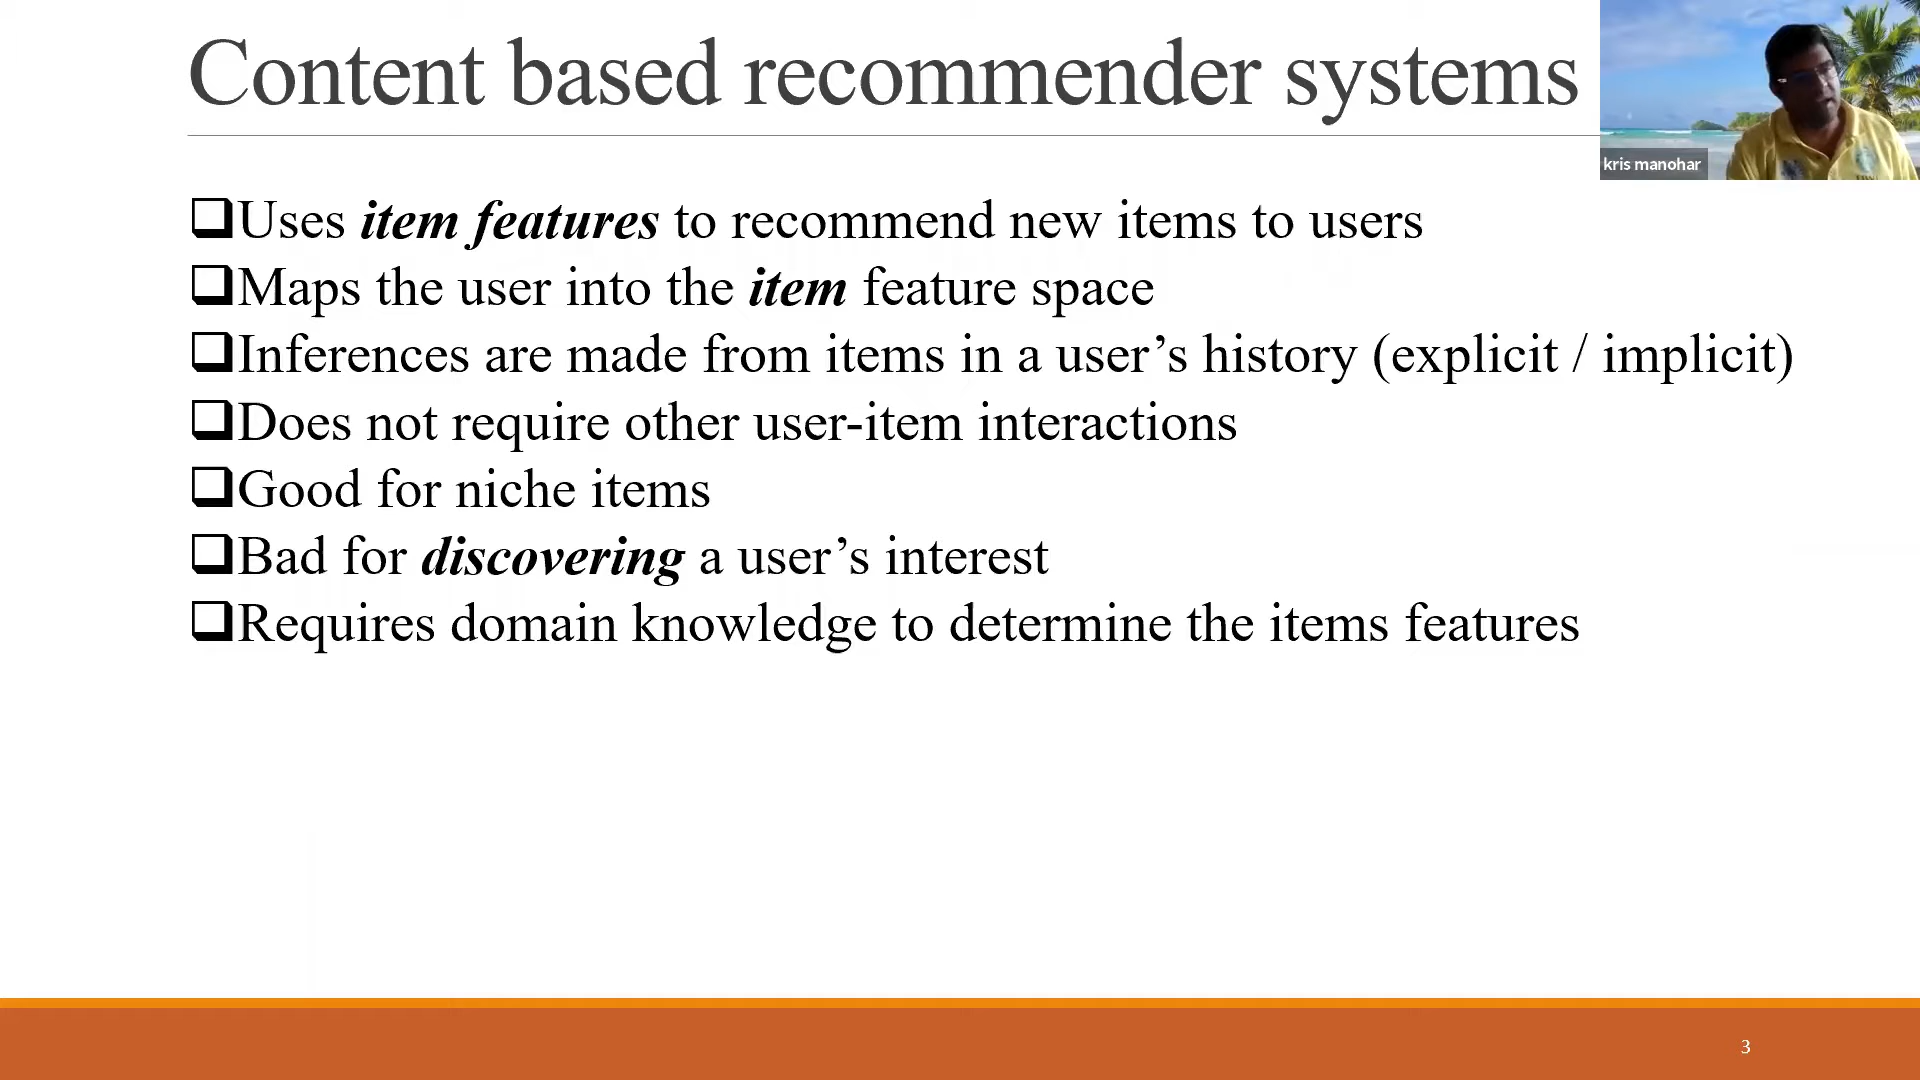 Content based recommender systems
kris manohar
❑Uses item features to recommend new items to users
❑Maps the user into the item feature space
❑Inferences are made from items in a user’s history (explicit / implicit)
❑Does not require other user-item interactions
❑Good for niche items
❑Bad for discovering a user’s interest
❑Requires domain knowledge to determine the items features
3